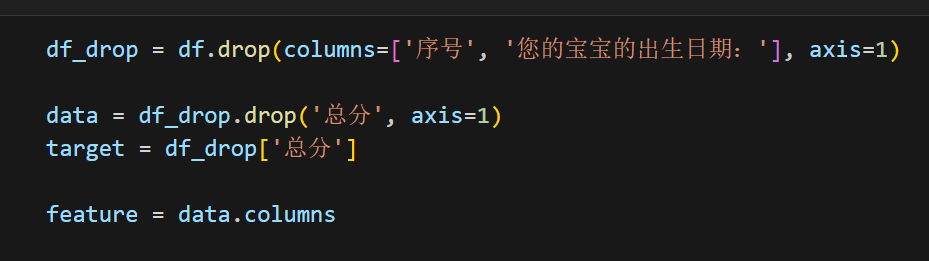 df_drop = df.drop(columns=['序号', '您的宝宝的出生日期：'], axis=1)
data = df_drop.drop('总分', axis=1)
target = df_drop['总分']
feature = data.columns